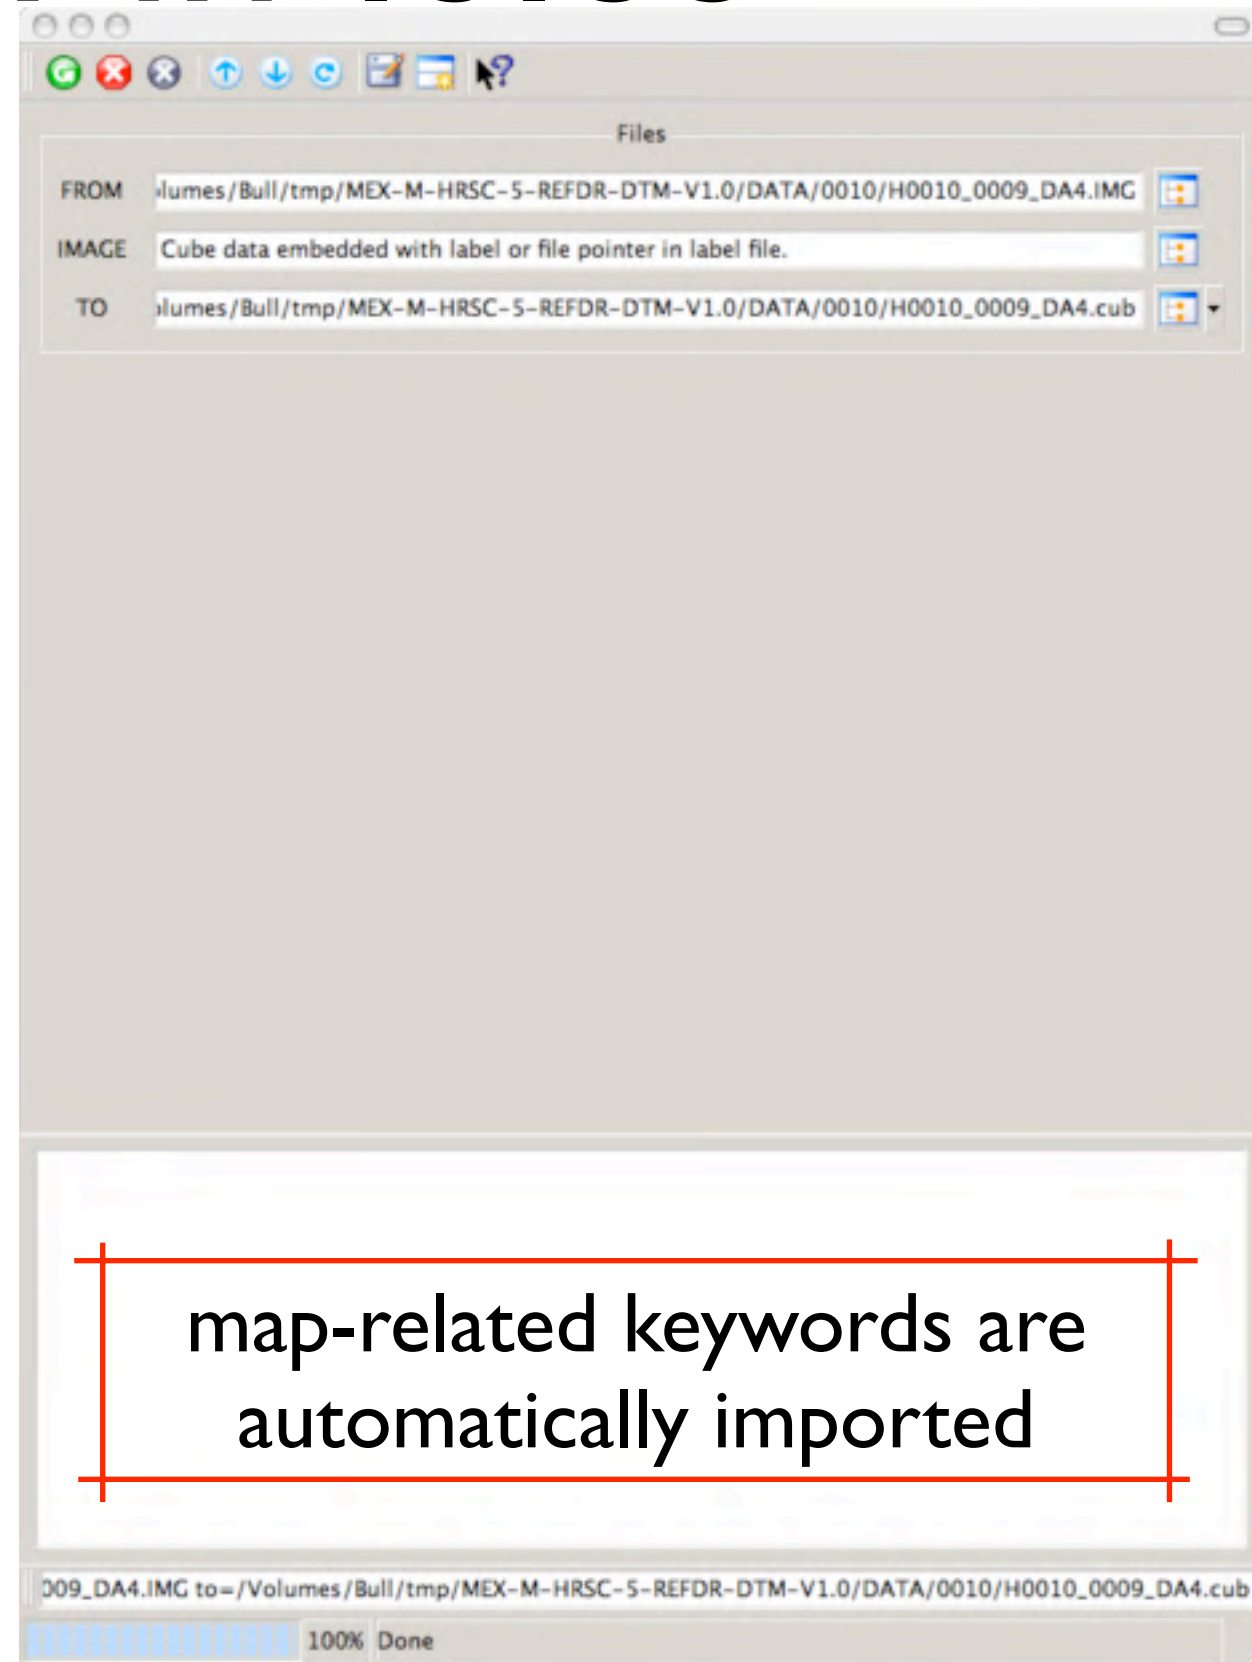 Files
FROM olumes/Bull/tmp/MEX-M-HRSC-5-REFDR-DTM-V1.0/DATA/0010/H0010_0009_DA4.IMG
IMAGE Cube data embedded with label or file pointer in label file.
TO olumes/Bull/tmp/MEX-M-HRSC-5-REFDR-DTM-V1.0/DATA/0010/H0010_0009_DA4.cub
map-related keywords are
automatically imported
009_DA4.IMG to=/Volumes/Bull/tmp/MEX-M-HRSC-5-REFDR-DTM-V1.0/DATA/0010/H0010_0009_DA4.cub
100% Done